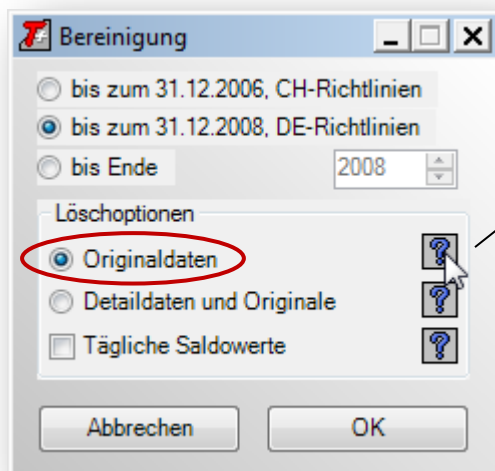 Bereinigung
bis zum 31.12.2006, CH-Richtlinien
bis zum 31.12.2008, DE-Richtlinien
bis Ende 2008
Löschoptionen
Originaldaten
Detaildaten und Originale
Tägliche Saldowerte
Abbrechen OK